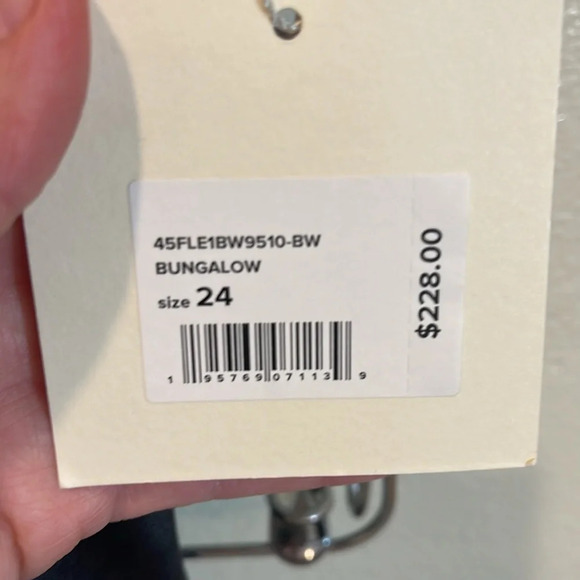 45FLE1BW9510-BW
BUNGALOW
size 24
1 95769 07113 9
$228.00